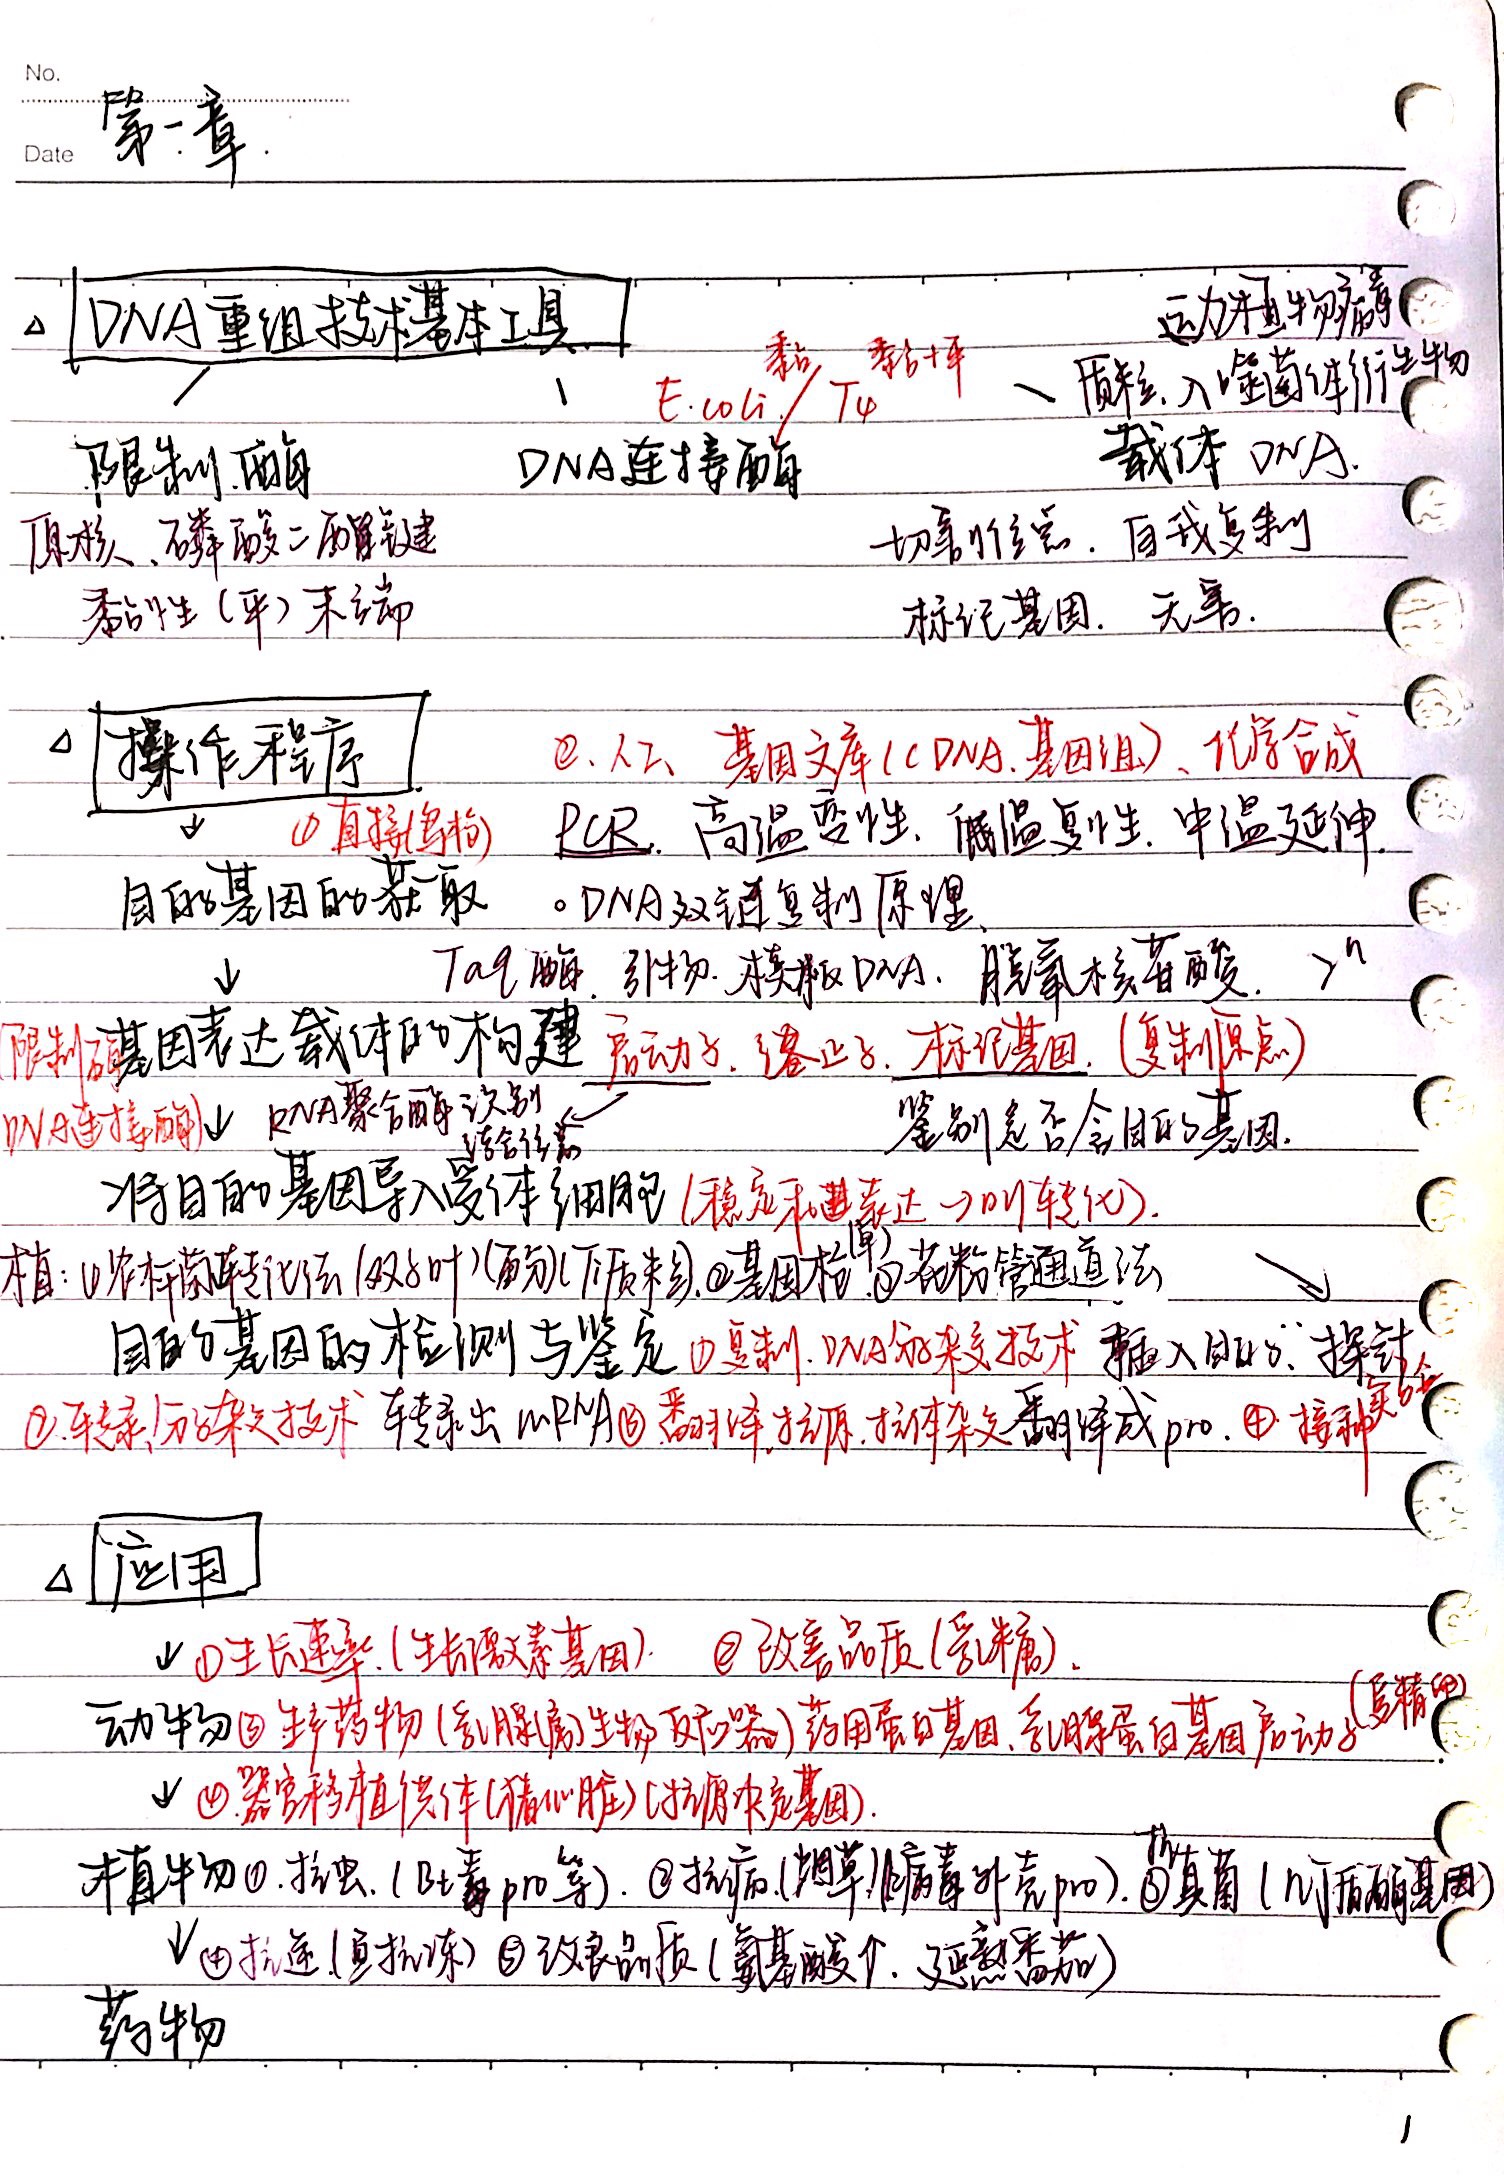 No.
Date 第一章.
△ DNA重组技术基本工具
动植物病毒
E.coli 黏 / T4 黏+平
质粒、λ噬菌体衍生物
限制酶 DNA连接酶 载体 DNA.
原核、磷酸二酯键 切割位点. 自我复制
黏性(平)末端 标记基因. 无害.
△ 操作程序
②.人工 基因文库(cDNA、基因组)、化学合成
①直接(鸟枪) PCR. 高温变性. 低温复性. 中温延伸.
目的基因的获取 。DNA双链复制原理、
Taq酶. 引物. 模板DNA. 脱氧核苷酸. >n
限制酶 基因表达载体的构建 启动子. 终止子. 标记基因. (复制原点)
DNA连接酶 RNA聚合酶识别 结合位点 鉴别是否含目的基因.
将目的基因导入受体细胞(稳定和表达→叫转化).
植: ①农杆菌转化法(双子叶)(酚)(Ti质粒).②基因枪(单)③花粉管通道法
目的基因的检测与鉴定 ①复制. DNA分子杂交技术 插入目的. 探针
②.转录.分子杂交技术 转录出mRNA③翻译.抗原.抗体杂交 翻译成pro. ④ 接种实验
△ 应用
①生长速率.(生长激素基因). ②改善品质(乳糖).
动物③生产药物(乳腺(房)生物反应器)药用蛋白基因、乳腺蛋白基因启动子(受精卵)
④.器官移植供体(猪心脏)(抗原决定基因).
植物①.抗虫.(Bt毒pro等). ②抗病.(烟草花病毒外壳pro). ③抗真菌(几丁质酶基因)
④抗逆.(鱼抗冻) ⑤改良品质(氨基酸↑. 延熟番茄)
药物
1